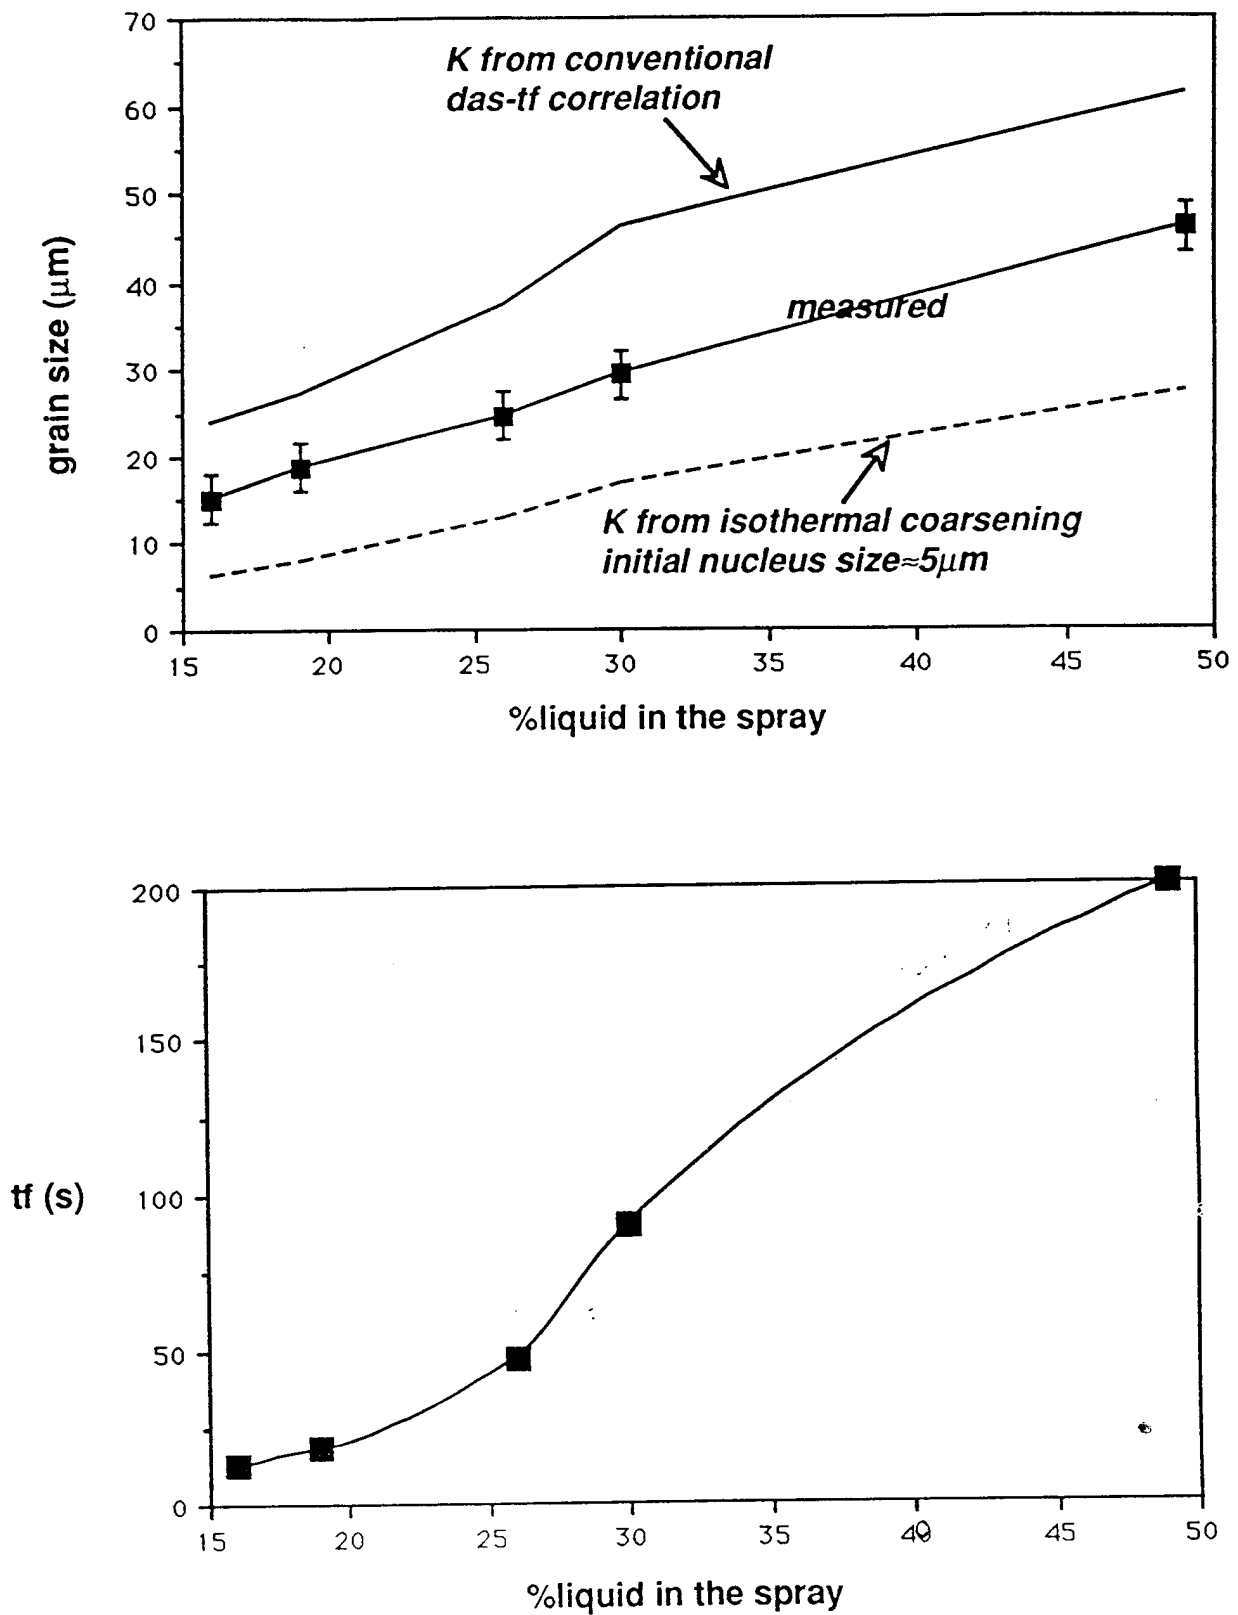 70
K from conventional
das-tf correlation
60
50
40
measured
30
20
K from isothermal coarsening
initial nucleus size≈5μm
10
0
grain size (μm)
15 20 25 30 35 40 45 50
%liquid in the spray
200
150
100
tf (s)
50
0
15 20 25 30 35 40 45 50
%liquid in the spray